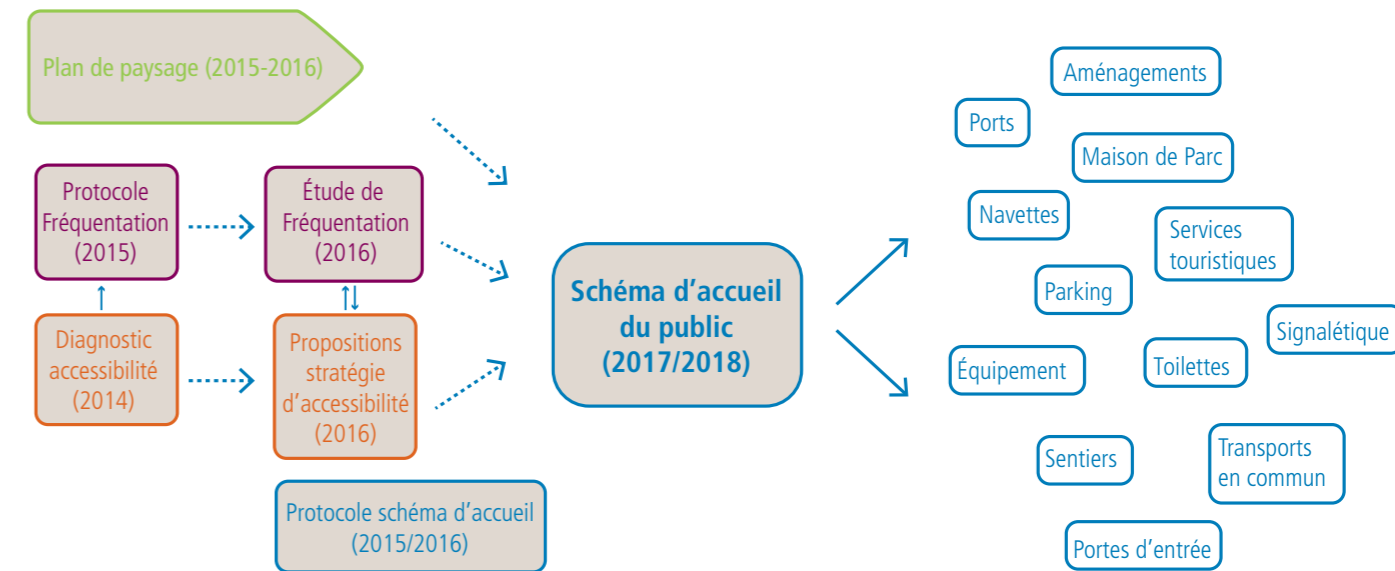 Plan de paysage (2015-2016)
Protocole
Fréquentation
(2015)
Étude de
Fréquentation
(2016)
Diagnostic
accessibilité
(2014)
Propositions
stratégie
d’accessibilité
(2016)
Protocole schéma d’accueil
(2015/2016)
Schéma d’accueil
du public
(2017/2018)
Aménagements
Ports
Maison de Parc
Navettes
Services
touristiques
Parking
Signalétique
Équipement
Toilettes
Sentiers
Transports
en commun
Portes d’entrée